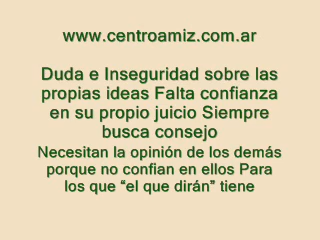 www.centroamiz.com.ar
Duda e Inseguridad sobre las
propias ideas Falta confianza
en su propio juicio Siempre
busca consejo
Necesitan la opinión de los demás
porque no confian en ellos Para
los que “el que dirán” tiene